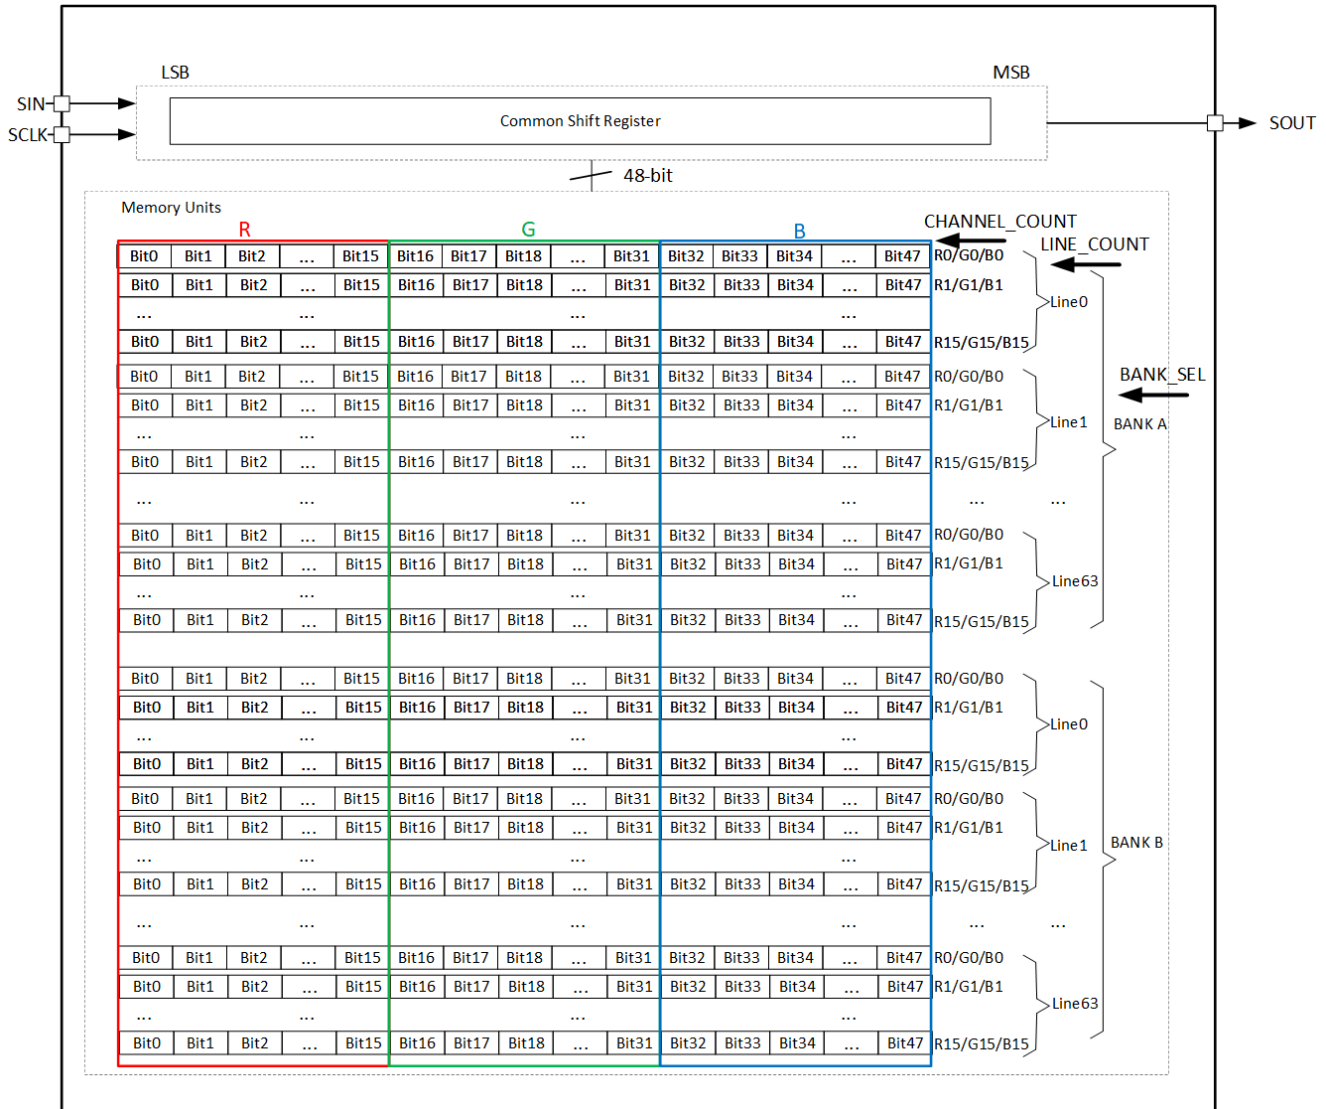 LSB MSB
SIN
Common Shift Register
SCLK
SOUT
48-bit
Memory Units
R G B
CHANNEL_COUNT
LINE_COUNT
Bit0 Bit1 Bit2 ... Bit15 Bit16 Bit17 Bit18 ... Bit31 Bit32 Bit33 Bit34 ... Bit47 R0/G0/B0
Bit0 Bit1 Bit2 ... Bit15 Bit16 Bit17 Bit18 ... Bit31 Bit32 Bit33 Bit34 ... Bit47 R1/G1/B1
Line0
... ... ... ...
Bit0 Bit1 Bit2 ... Bit15 Bit16 Bit17 Bit18 ... Bit31 Bit32 Bit33 Bit34 ... Bit47 R15/G15/B15
Bit0 Bit1 Bit2 ... Bit15 Bit16 Bit17 Bit18 ... Bit31 Bit32 Bit33 Bit34 ... Bit47 R0/G0/B0
BANK_SEL
Bit0 Bit1 Bit2 ... Bit15 Bit16 Bit17 Bit18 ... Bit31 Bit32 Bit33 Bit34 ... Bit47 R1/G1/B1
Line1 BANK A
... ... ... ...
Bit0 Bit1 Bit2 ... Bit15 Bit16 Bit17 Bit18 ... Bit31 Bit32 Bit33 Bit34 ... Bit47 R15/G15/B15
... ... ... ... ... ...
Bit0 Bit1 Bit2 ... Bit15 Bit16 Bit17 Bit18 ... Bit31 Bit32 Bit33 Bit34 ... Bit47 R0/G0/B0
Bit0 Bit1 Bit2 ... Bit15 Bit16 Bit17 Bit18 ... Bit31 Bit32 Bit33 Bit34 ... Bit47 R1/G1/B1
Line63
... ... ... ...
Bit0 Bit1 Bit2 ... Bit15 Bit16 Bit17 Bit18 ... Bit31 Bit32 Bit33 Bit34 ... Bit47 R15/G15/B15
Bit0 Bit1 Bit2 ... Bit15 Bit16 Bit17 Bit18 ... Bit31 Bit32 Bit33 Bit34 ... Bit47 R0/G0/B0
Bit0 Bit1 Bit2 ... Bit15 Bit16 Bit17 Bit18 ... Bit31 Bit32 Bit33 Bit34 ... Bit47 R1/G1/B1
Line0
... ... ... ...
Bit0 Bit1 Bit2 ... Bit15 Bit16 Bit17 Bit18 ... Bit31 Bit32 Bit33 Bit34 ... Bit47 R15/G15/B15
Bit0 Bit1 Bit2 ... Bit15 Bit16 Bit17 Bit18 ... Bit31 Bit32 Bit33 Bit34 ... Bit47 R0/G0/B0
Bit0 Bit1 Bit2 ... Bit15 Bit16 Bit17 Bit18 ... Bit31 Bit32 Bit33 Bit34 ... Bit47 R1/G1/B1
Line1 BANK B
... ... ... ...
Bit0 Bit1 Bit2 ... Bit15 Bit16 Bit17 Bit18 ... Bit31 Bit32 Bit33 Bit34 ... Bit47 R15/G15/B15
... ... ... ... ...
Bit0 Bit1 Bit2 ... Bit15 Bit16 Bit17 Bit18 ... Bit31 Bit32 Bit33 Bit34 ... Bit47 R0/G0/B0
Bit0 Bit1 Bit2 ... Bit15 Bit16 Bit17 Bit18 ... Bit31 Bit32 Bit33 Bit34 ... Bit47 R1/G1/B1
Line63
... ... ... ...
Bit0 Bit1 Bit2 ... Bit15 Bit16 Bit17 Bit18 ... Bit31 Bit32 Bit33 Bit34 ... Bit47 R15/G15/B15